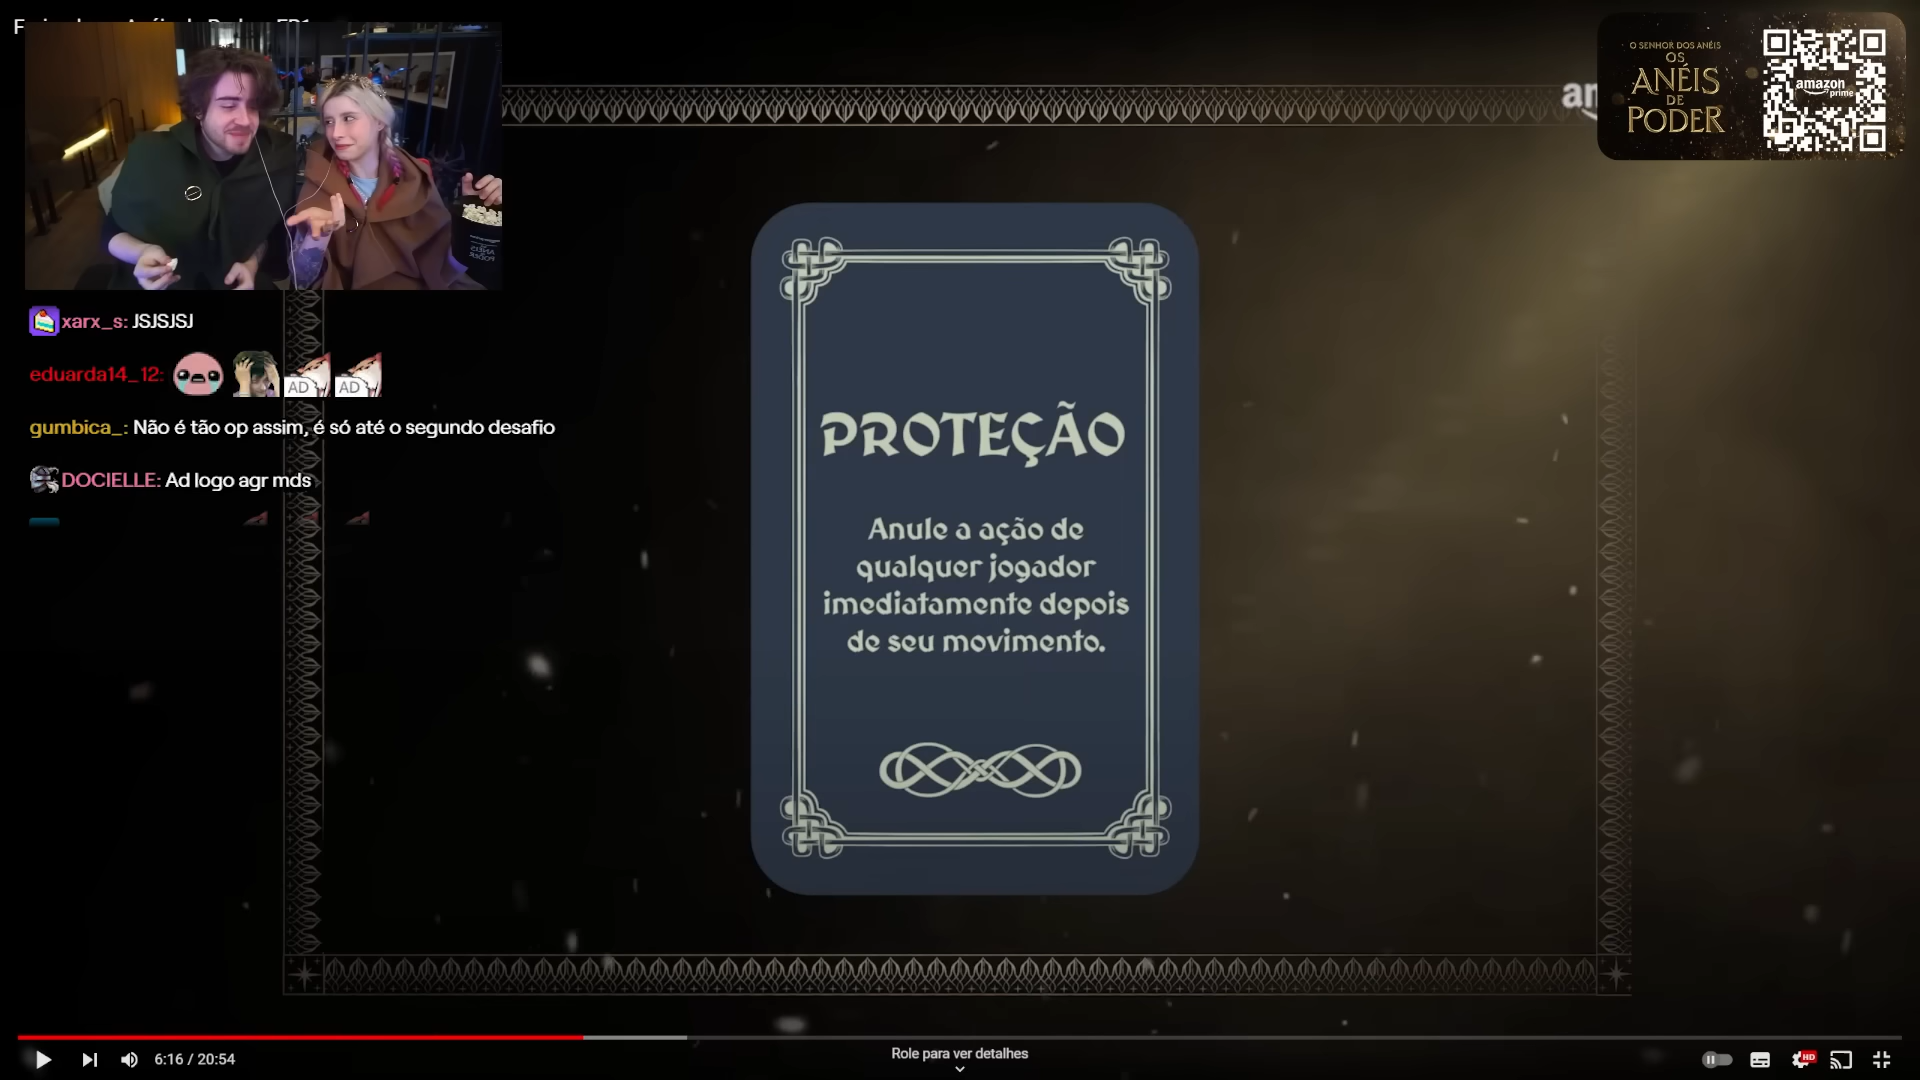 O SENHOR DOS ANÉIS
OS
ANÉIS
DE
PODER
amazon
prime
xarx_s: JSJSJSJ
eduarda14_12:
AD AD
gumbica_: Não é tão op assim, é só até o segundo desafio
DOCIELLE: Ad logo agr mds
PROTEÇÃO
Anule a ação de
qualquer jogador
imediatamente depois
de seu movimento.
6:16 / 20:54
Role para ver detalhes
HD